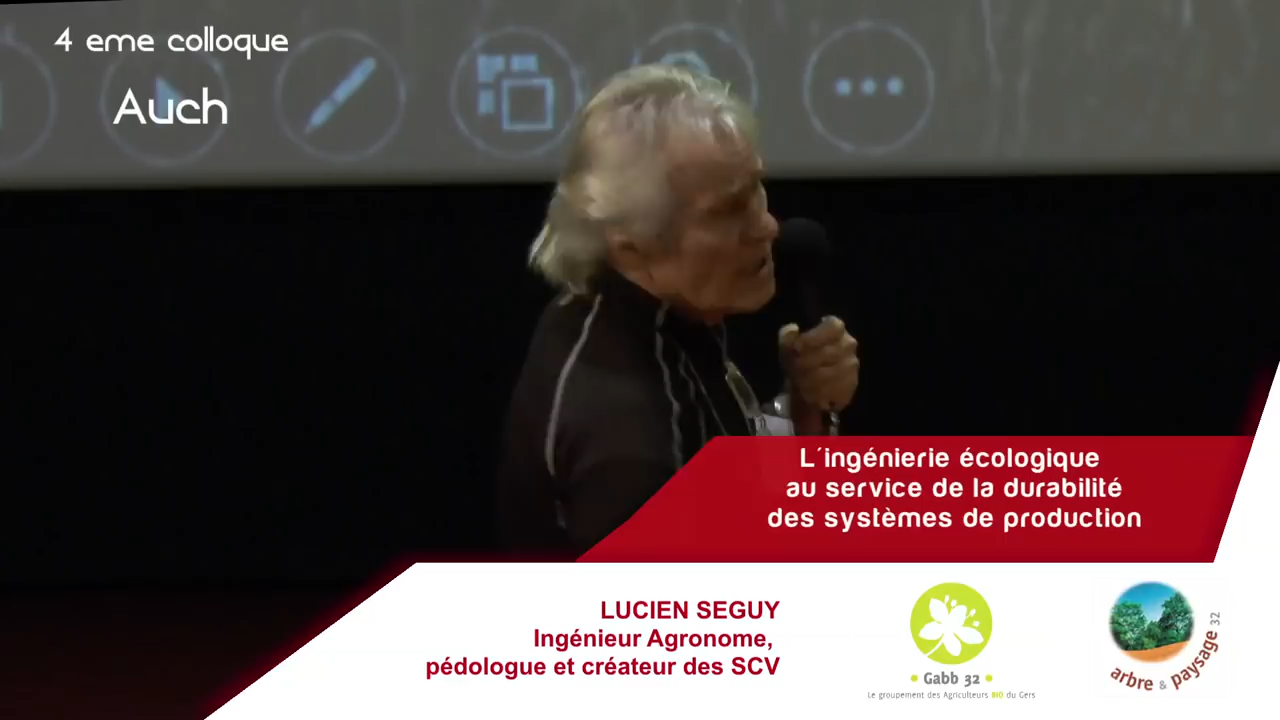 4 eme colloque
Auch
L´ingénierie écologique
au service de la durabilité
des systèmes de production
LUCIEN SEGUY
Ingénieur Agronome,
pédologue et créateur des SCV
Gabb 32
Le groupement des Agriculteurs BIO du Gers
arbre & paysage 32